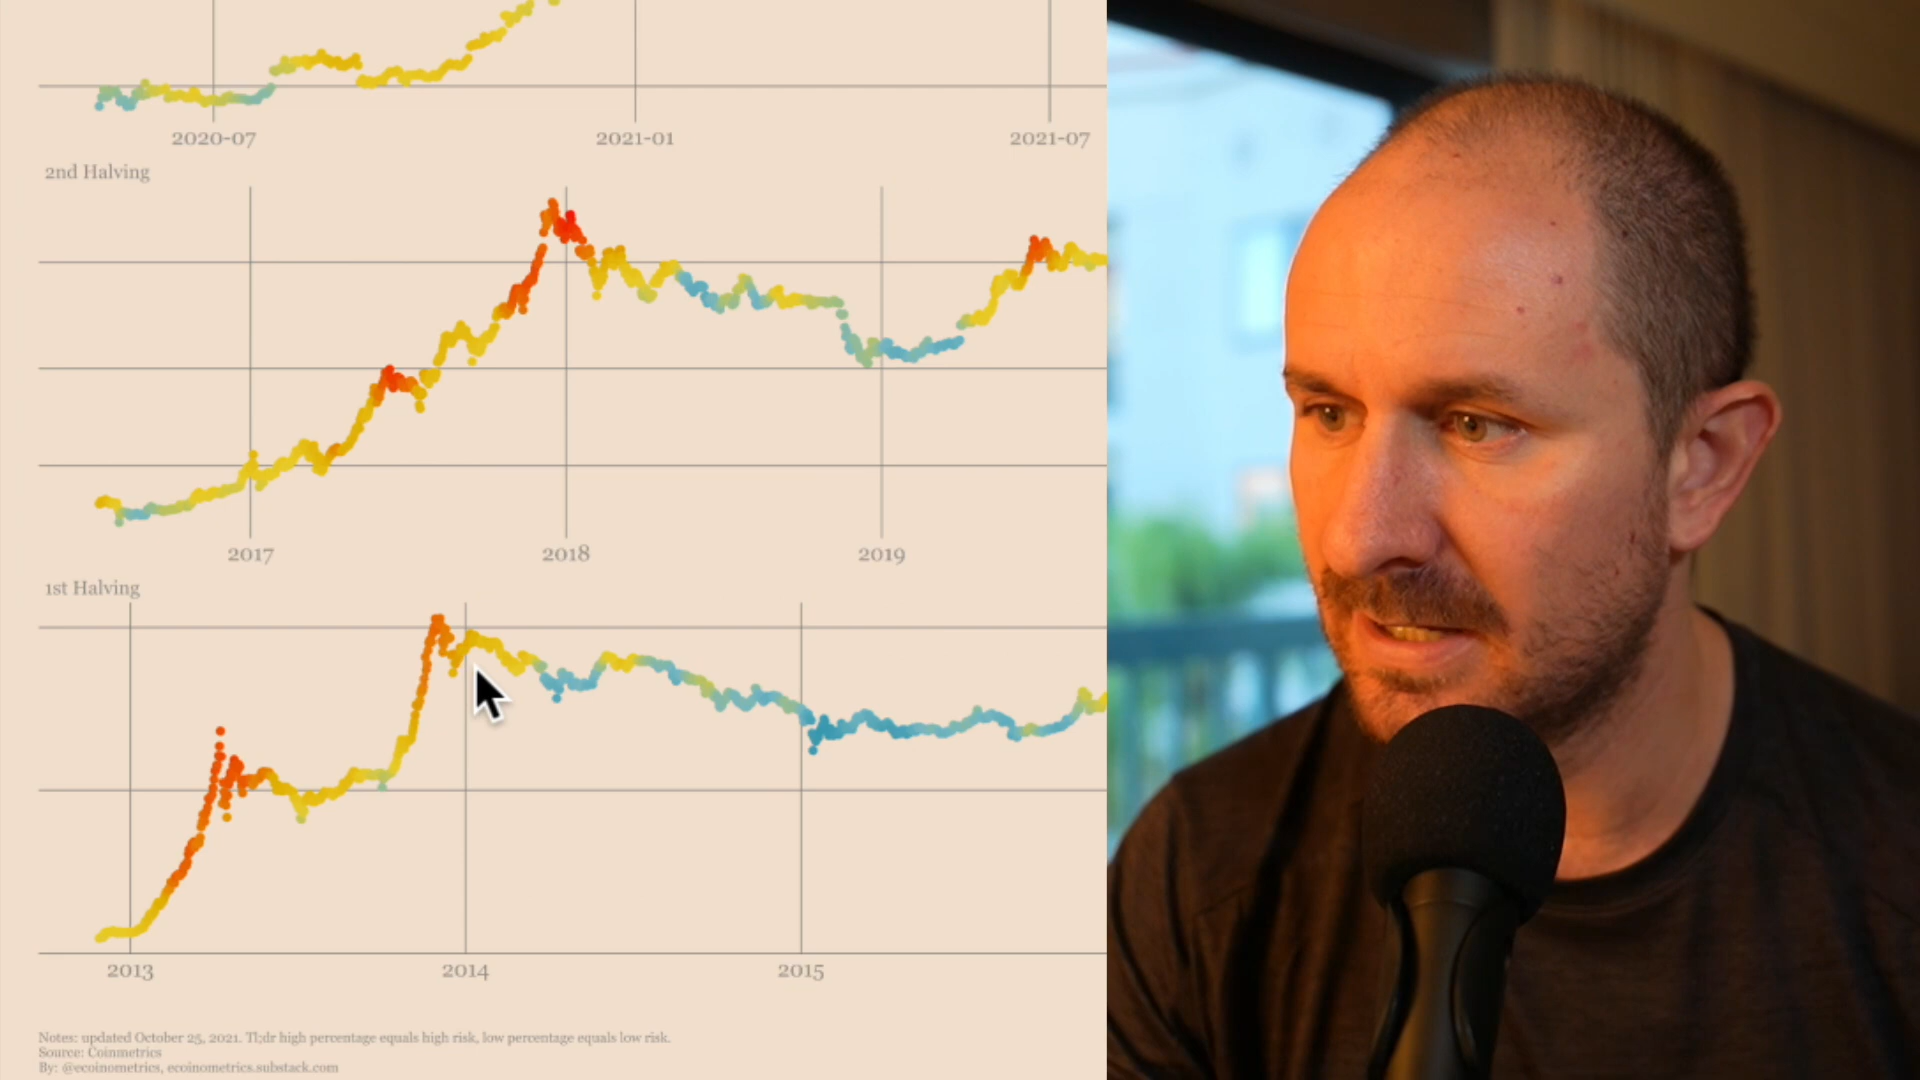 2020-07 2021-01 2021-07
2nd Halving
2017 2018 2019
1st Halving
2013 2014 2015
Notes: updated October 25, 2021. Tl;dr high percentage equals high risk, low percentage equals low risk.
Source: Coinmetrics
By: @ecoinometrics, ecoinometrics.substack.com